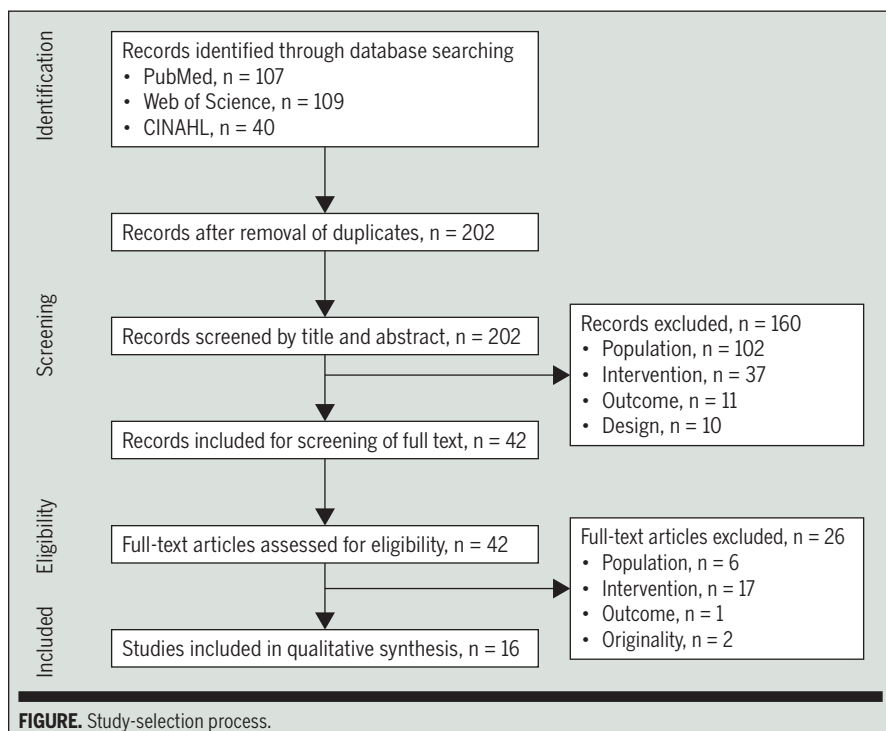 Identification
Records identified through database searching
• PubMed, n = 107
• Web of Science, n = 109
• CINAHL, n = 40
Records after removal of duplicates, n = 202
Screening
Records screened by title and abstract, n = 202
Records excluded, n = 160
• Population, n = 102
• Intervention, n = 37
• Outcome, n = 11
• Design, n = 10
Records included for screening of full text, n = 42
Eligibility
Full-text articles assessed for eligibility, n = 42
Full-text articles excluded, n = 26
• Population, n = 6
• Intervention, n = 17
• Outcome, n = 1
• Originality, n = 2
Included
Studies included in qualitative synthesis, n = 16
FIGURE. Study-selection process.